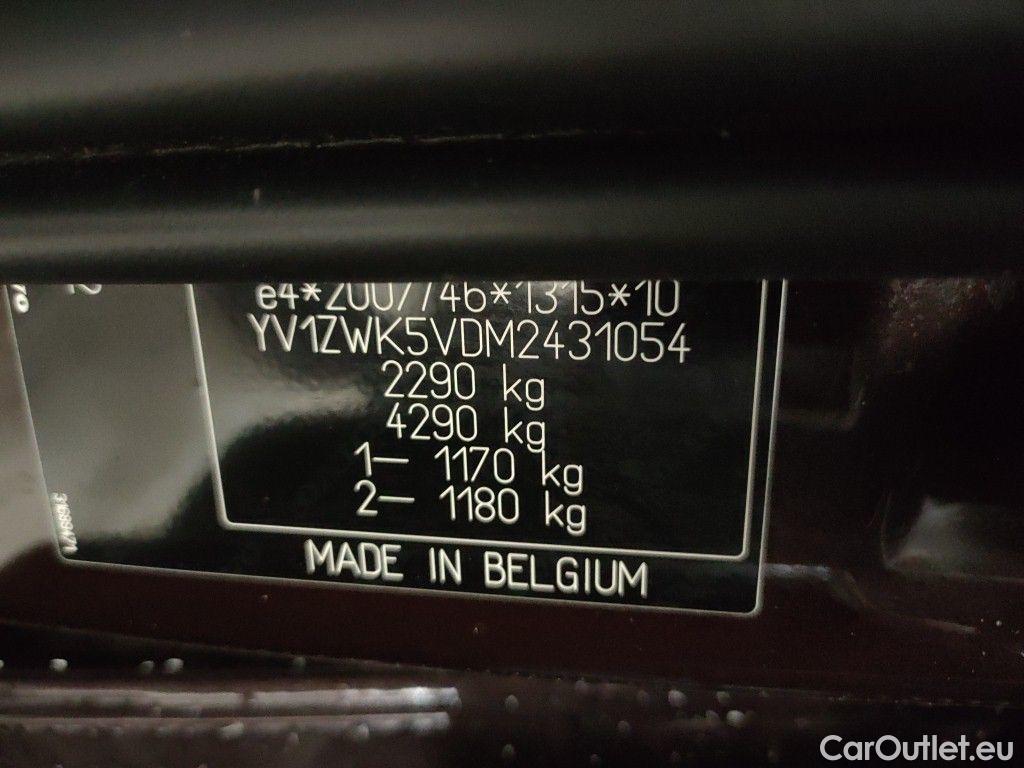 e4*2007/46*1315*10
YV1ZWK5VDM2431054
2290 kg
4290 kg
1– 1170 kg
2– 1180 kg
MADE IN BELGIUM
CarOutlet.eu